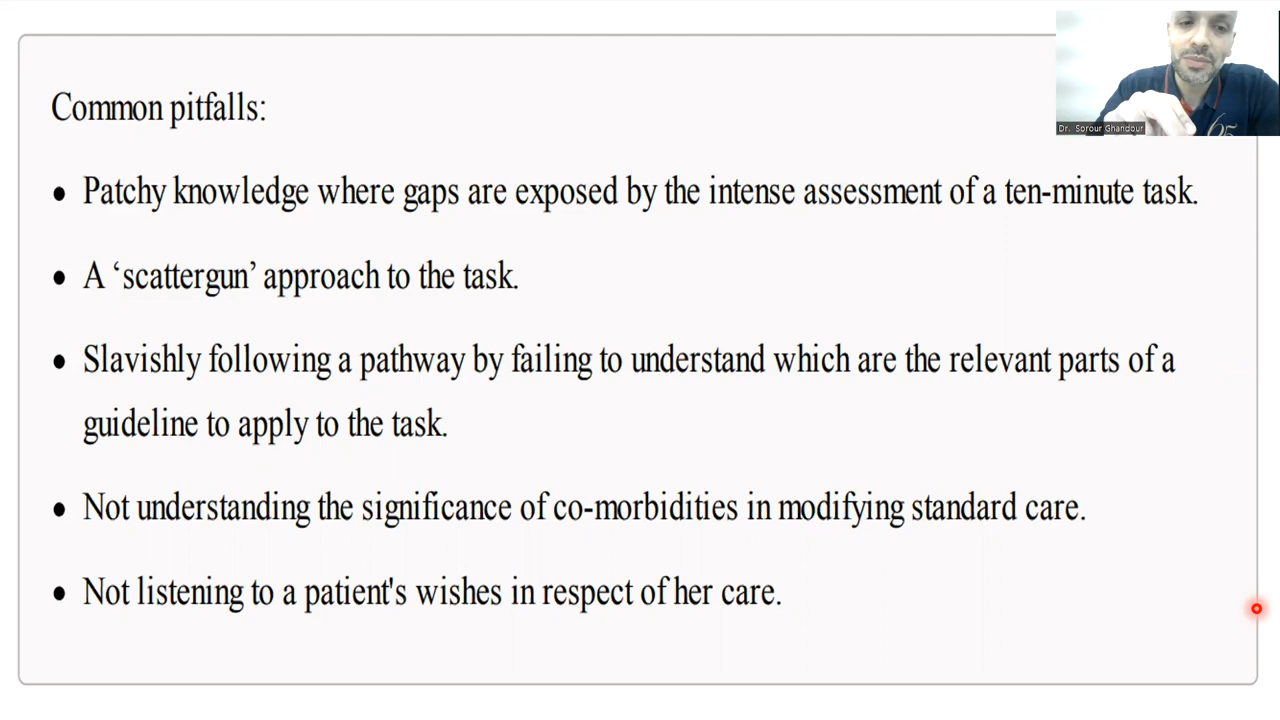 Common pitfalls:
• Patchy knowledge where gaps are exposed by the intense assessment of a ten-minute task.
• A ‘scattergun’ approach to the task.
• Slavishly following a pathway by failing to understand which are the relevant parts of a
guideline to apply to the task.
• Not understanding the significance of co-morbidities in modifying standard care.
• Not listening to a patient's wishes in respect of her care.
Dr. Sorour Ghandour
65